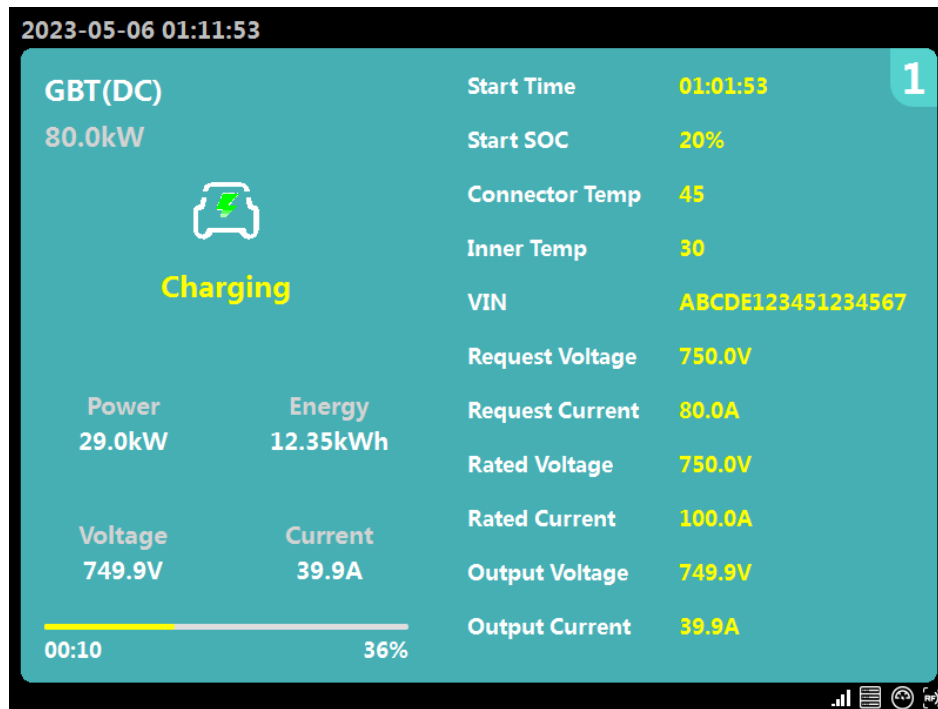 2023-05-06 01:11:53
GBT(DC)
80.0kW
Charging
Power Energy
29.0kW 12.35kWh
Voltage Current
749.9V 39.9A
00:10 36%
1
Start Time 01:01:53
Start SOC 20%
Connector Temp 45
Inner Temp 30
VIN ABCDE123451234567
Request Voltage 750.0V
Request Current 80.0A
Rated Voltage 750.0V
Rated Current 100.0A
Output Voltage 749.9V
Output Current 39.9A
RF